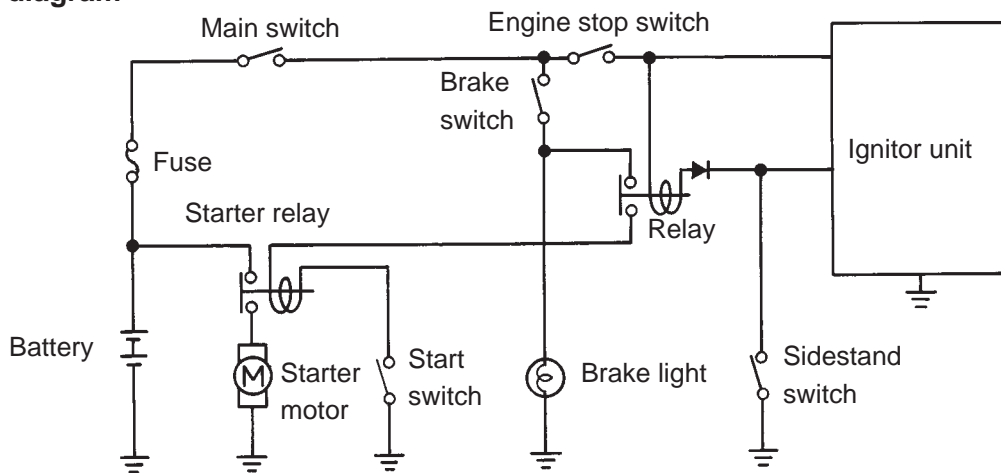 diagram
Main switch
Engine stop switch
Brake
switch
Fuse
Ignitor unit
Starter relay
Relay
Battery
M
Starter
motor
Start
switch
Brake light
Sidestand
switch